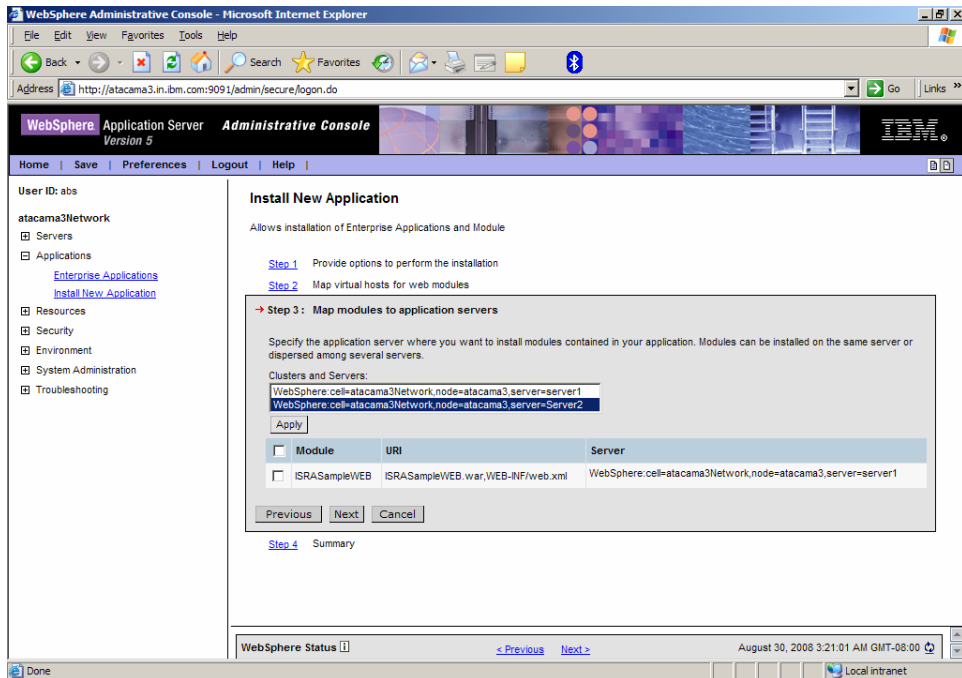 WebSphere Administrative Console - Microsoft Internet Explorer
File Edit View Favorites Tools Help
Back Search Favorites
Address http://atacama3.in.ibm.com:9091/admin/secure/logon.do Go Links »
WebSphere. Application Server Administrative Console
Version 5
IBM.
Home | Save | Preferences | Logout | Help |
User ID: abs
atacama3Network
Servers
Applications
Enterprise Applications
Install New Application
Resources
Security
Environment
System Administration
Troubleshooting
Install New Application
Allows installation of Enterprise Applications and Module
Step 1 Provide options to perform the installation
Step 2 Map virtual hosts for web modules
→ Step 3 : Map modules to application servers
Specify the application server where you want to install modules contained in your application. Modules can be installed on the same server or
dispersed among several servers.
Clusters and Servers:
WebSphere:cell=atacama3Network,node=atacama3,server=server1
WebSphere:cell=atacama3Network,node=atacama3,server=Server2
Apply
Module URI Server
ISRASampleWEB ISRASampleWEB.war,WEB-INF/web.xml WebSphere:cell=atacama3Network,node=atacama3,server=server1
Previous Next Cancel
Step 4 Summary
WebSphere Status i < Previous Next > August 30, 2008 3:21:01 AM GMT-08:00
Done Local intranet